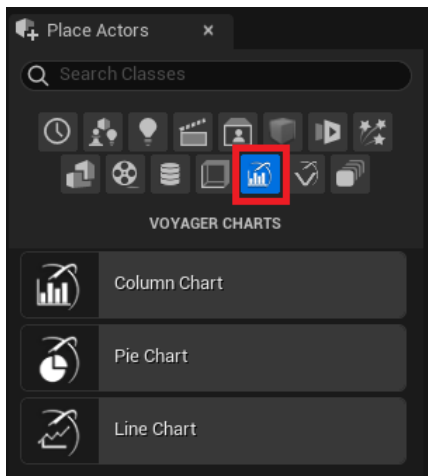 Place Actors
Search Classes
VOYAGER CHARTS
Column Chart
Pie Chart
Line Chart